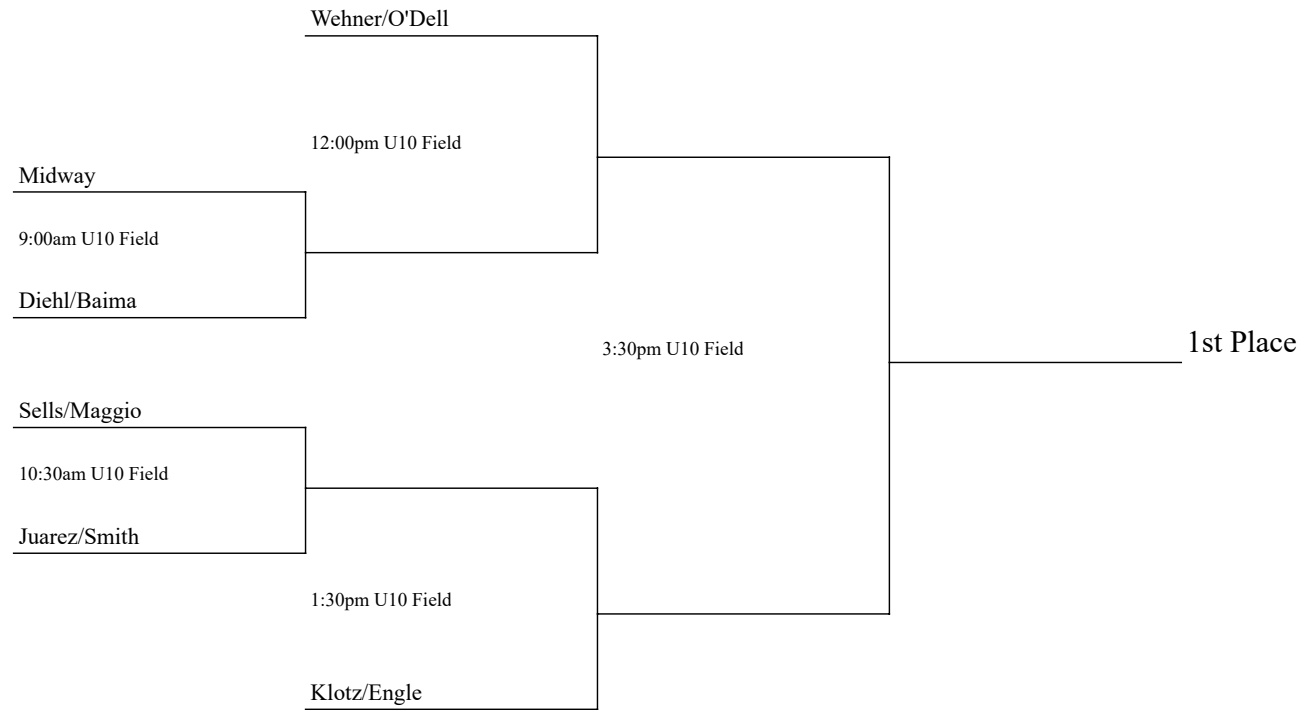 Wehner/O'Dell
12:00pm U10 Field
Midway
9:00am U10 Field
Diehl/Baima
3:30pm U10 Field
1st Place
Sells/Maggio
10:30am U10 Field
Juarez/Smith
1:30pm U10 Field
Klotz/Engle